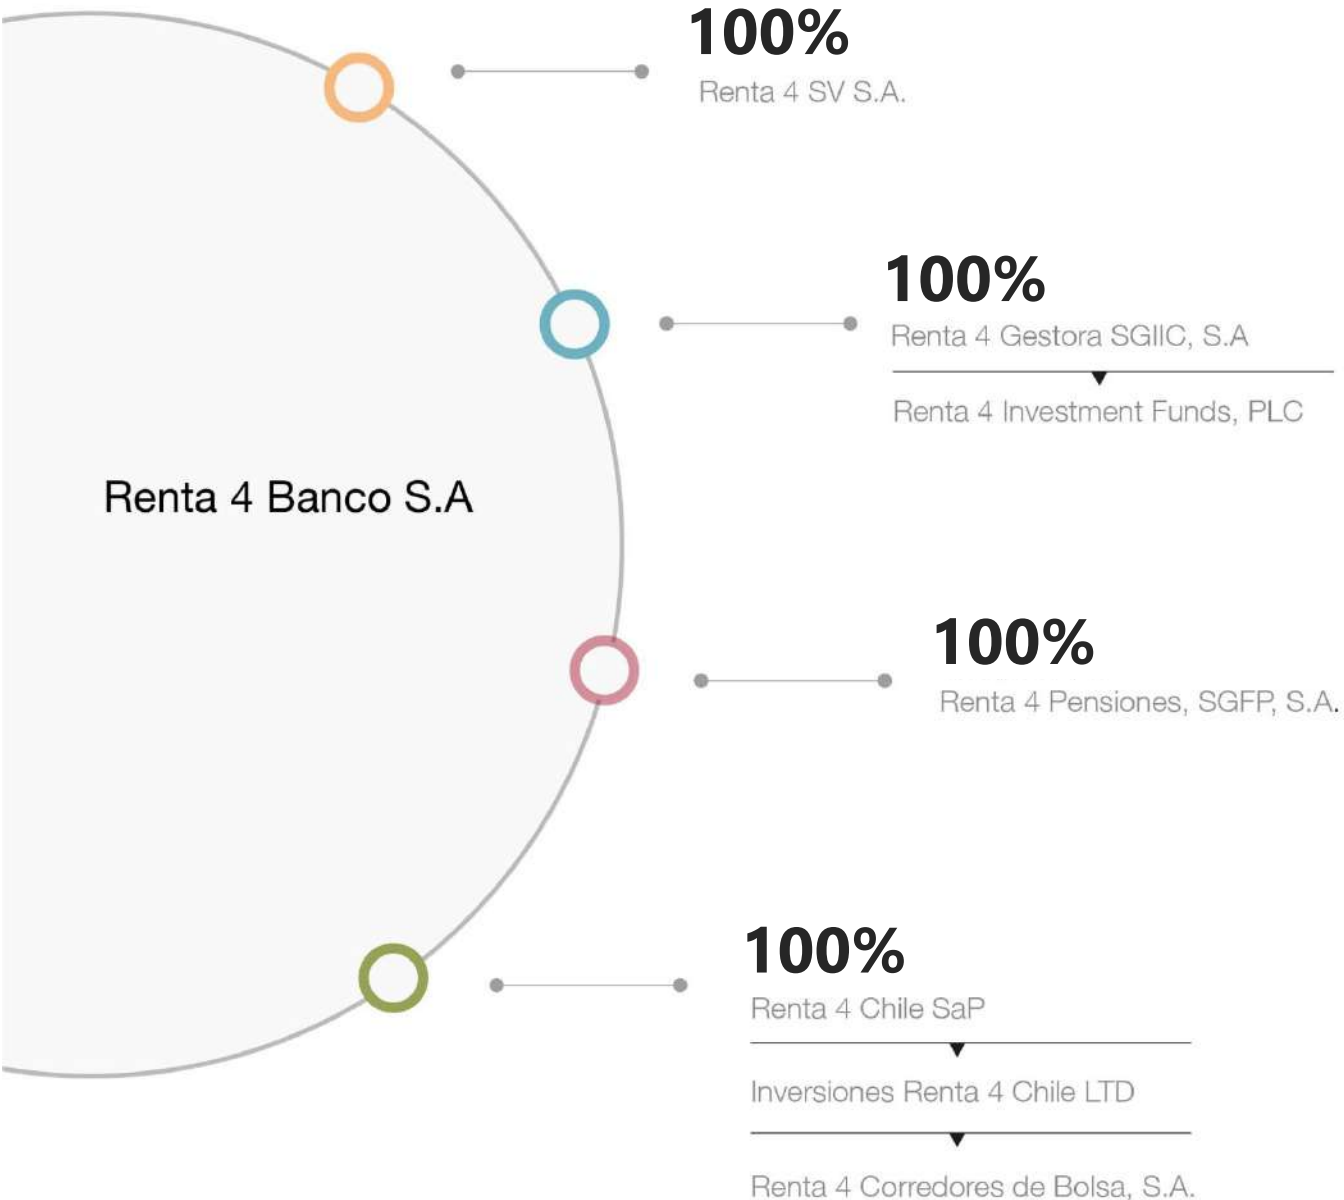 100%
Renta 4 SV S.A.
100%
Renta 4 Gestora SGIIC, S.A
Renta 4 Investment Funds, PLC
Renta 4 Banco S.A
100%
Renta 4 Pensiones, SGFP, S.A.
100%
Renta 4 Chile SaP
Inversiones Renta 4 Chile LTD
Renta 4 Corredores de Bolsa, S.A.